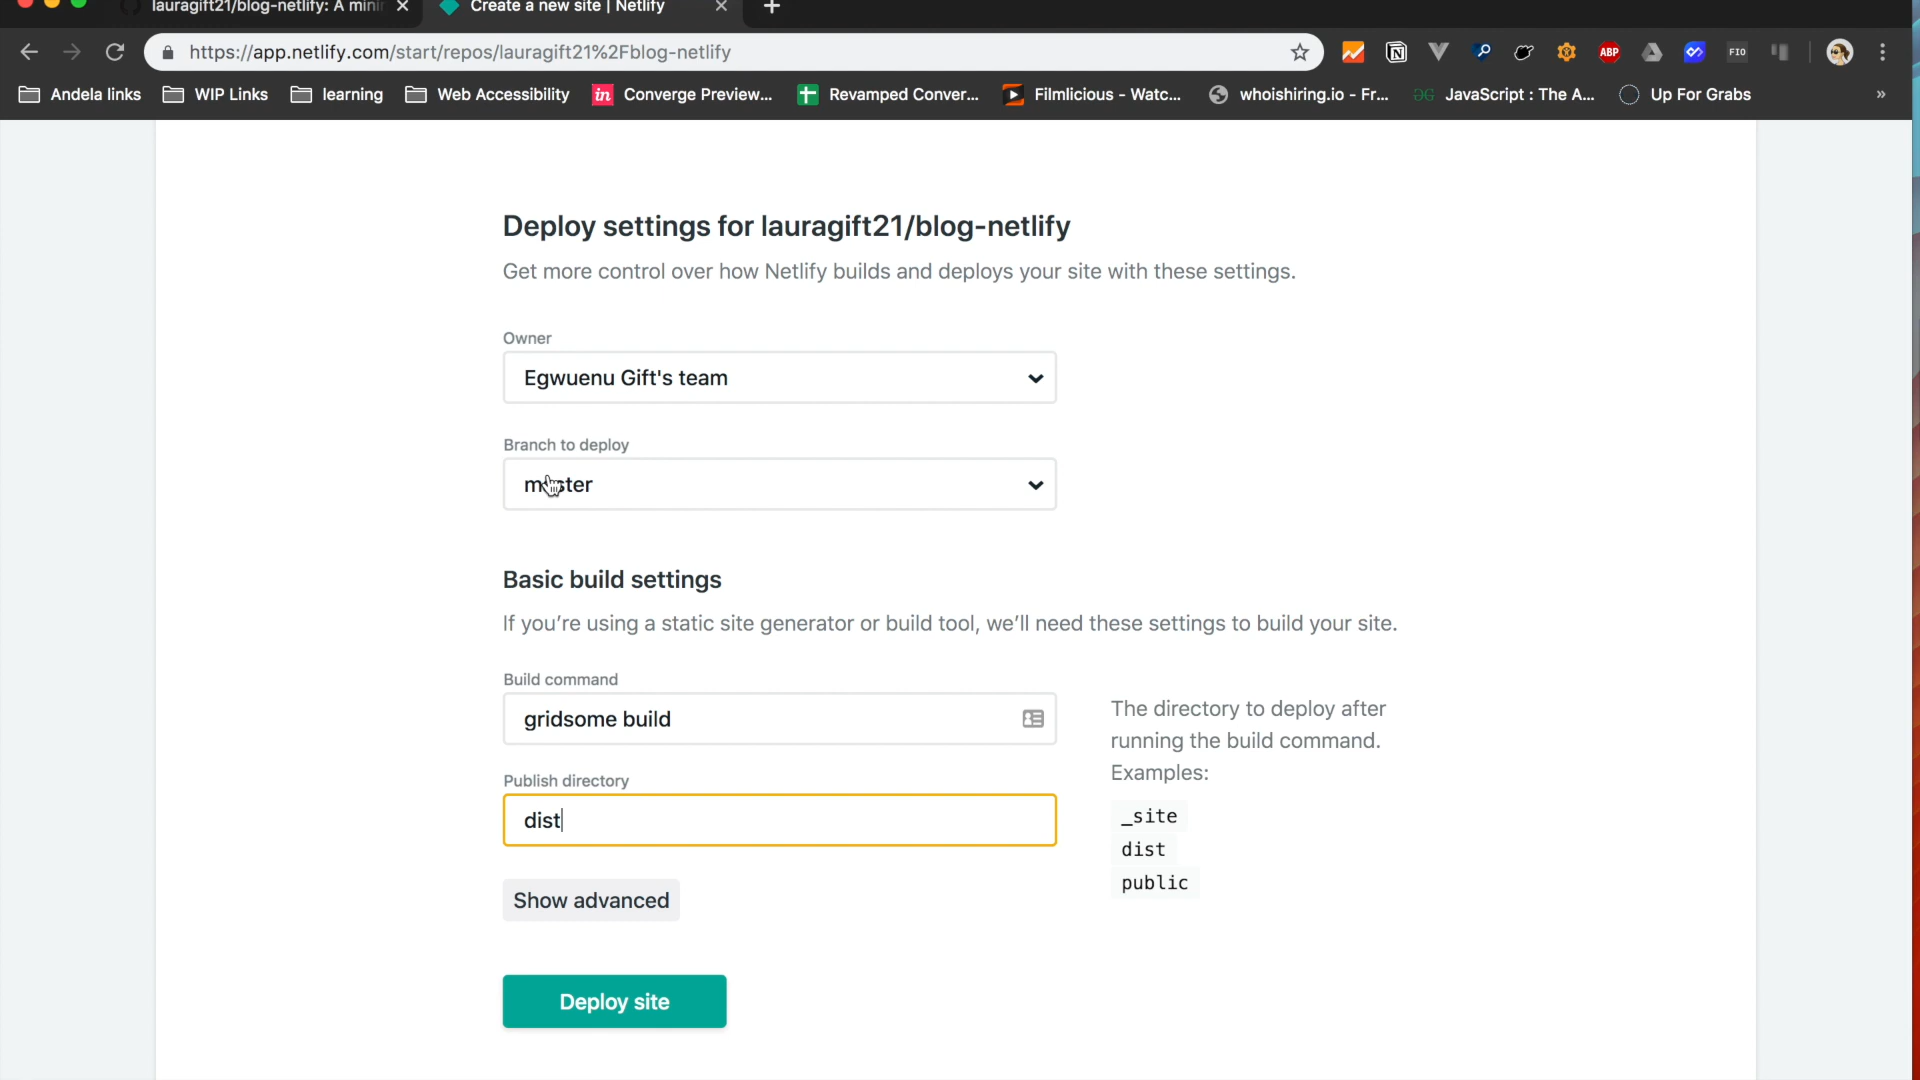 lauragift21/blog-netlify: A mini
Create a new site | Netlify
https://app.netlify.com/start/repos/lauragift21%2Fblog-netlify
ABP
FIO
Andela links
WIP Links
learning
Web Accessibility
in Converge Preview...
Revamped Conver...
Filmlicious - Watc...
whoishiring.io - Fr...
JavaScript : The A...
Up For Grabs
»
Deploy settings for lauragift21/blog-netlify
Get more control over how Netlify builds and deploys your site with these settings.
Owner
Egwuenu Gift's team
Branch to deploy
master
Basic build settings
If you’re using a static site generator or build tool, we’ll need these settings to build your site.
Build command
gridsome build
Publish directory
dist
The directory to deploy after
running the build command.
Examples:
_site
dist
public
Show advanced
Deploy site